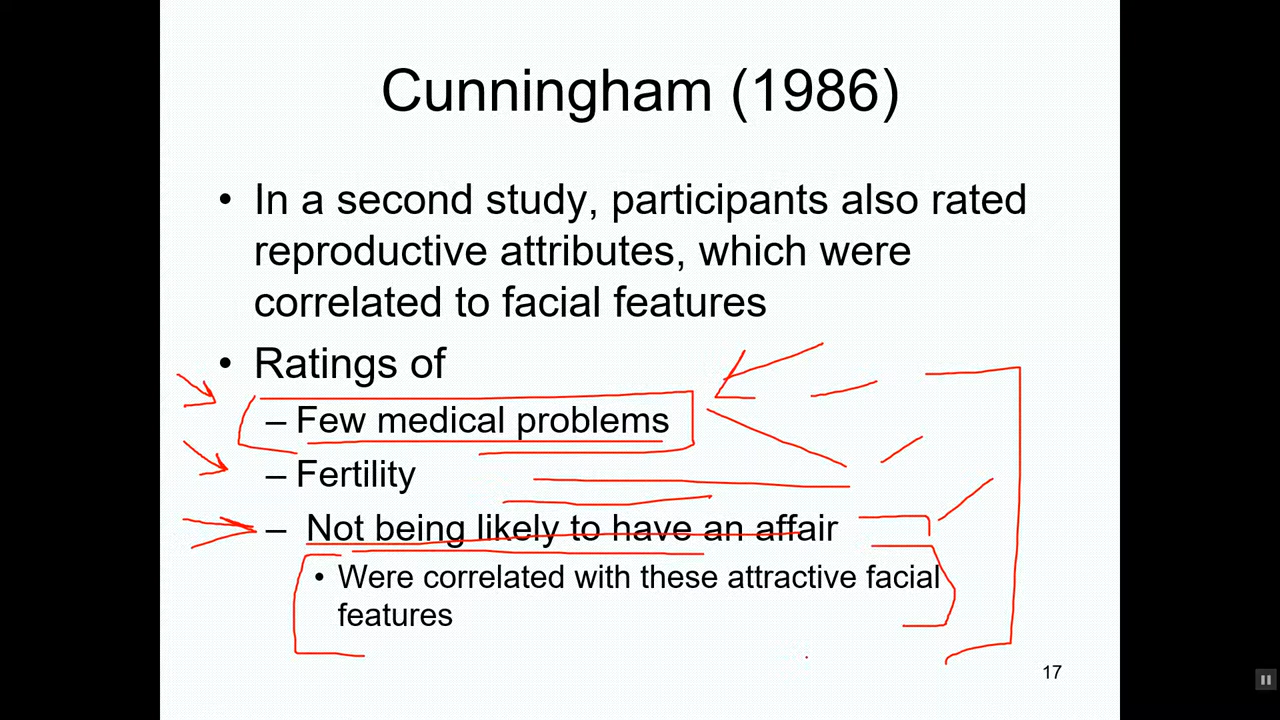 Cunningham (1986)
• In a second study, participants also rated
reproductive attributes, which were
correlated to facial features
• Ratings of
– Few medical problems
– Fertility
– Not being likely to have an affair
• Were correlated with these attractive facial
features
17